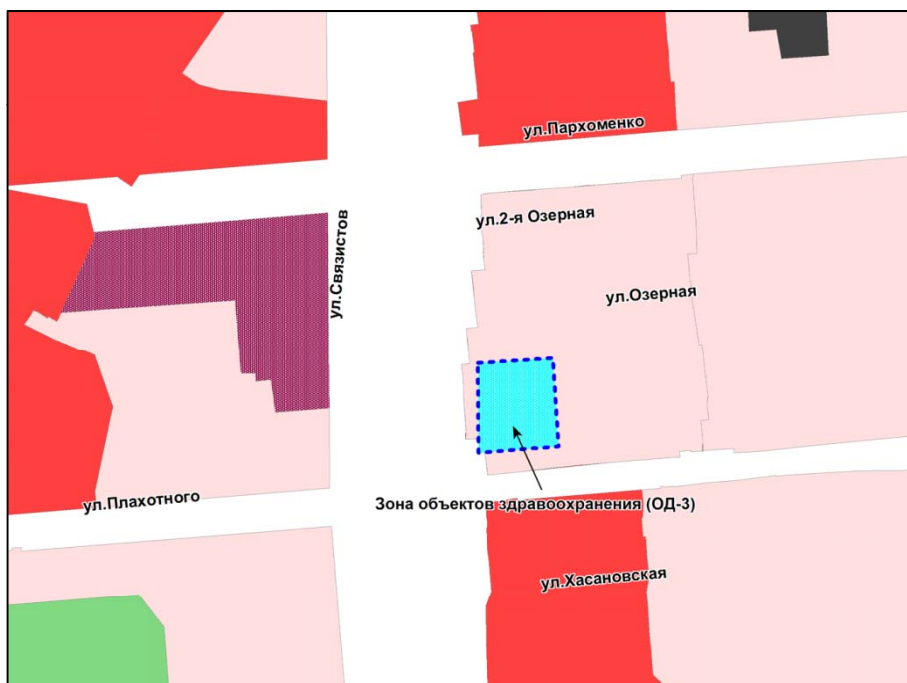 ул.Пархоменко
ул.2-я Озерная
ул.Связистов
ул.Озерная
ул.Плахотного
Зона объектов здравоохранения (ОД-3)
ул.Хасановская